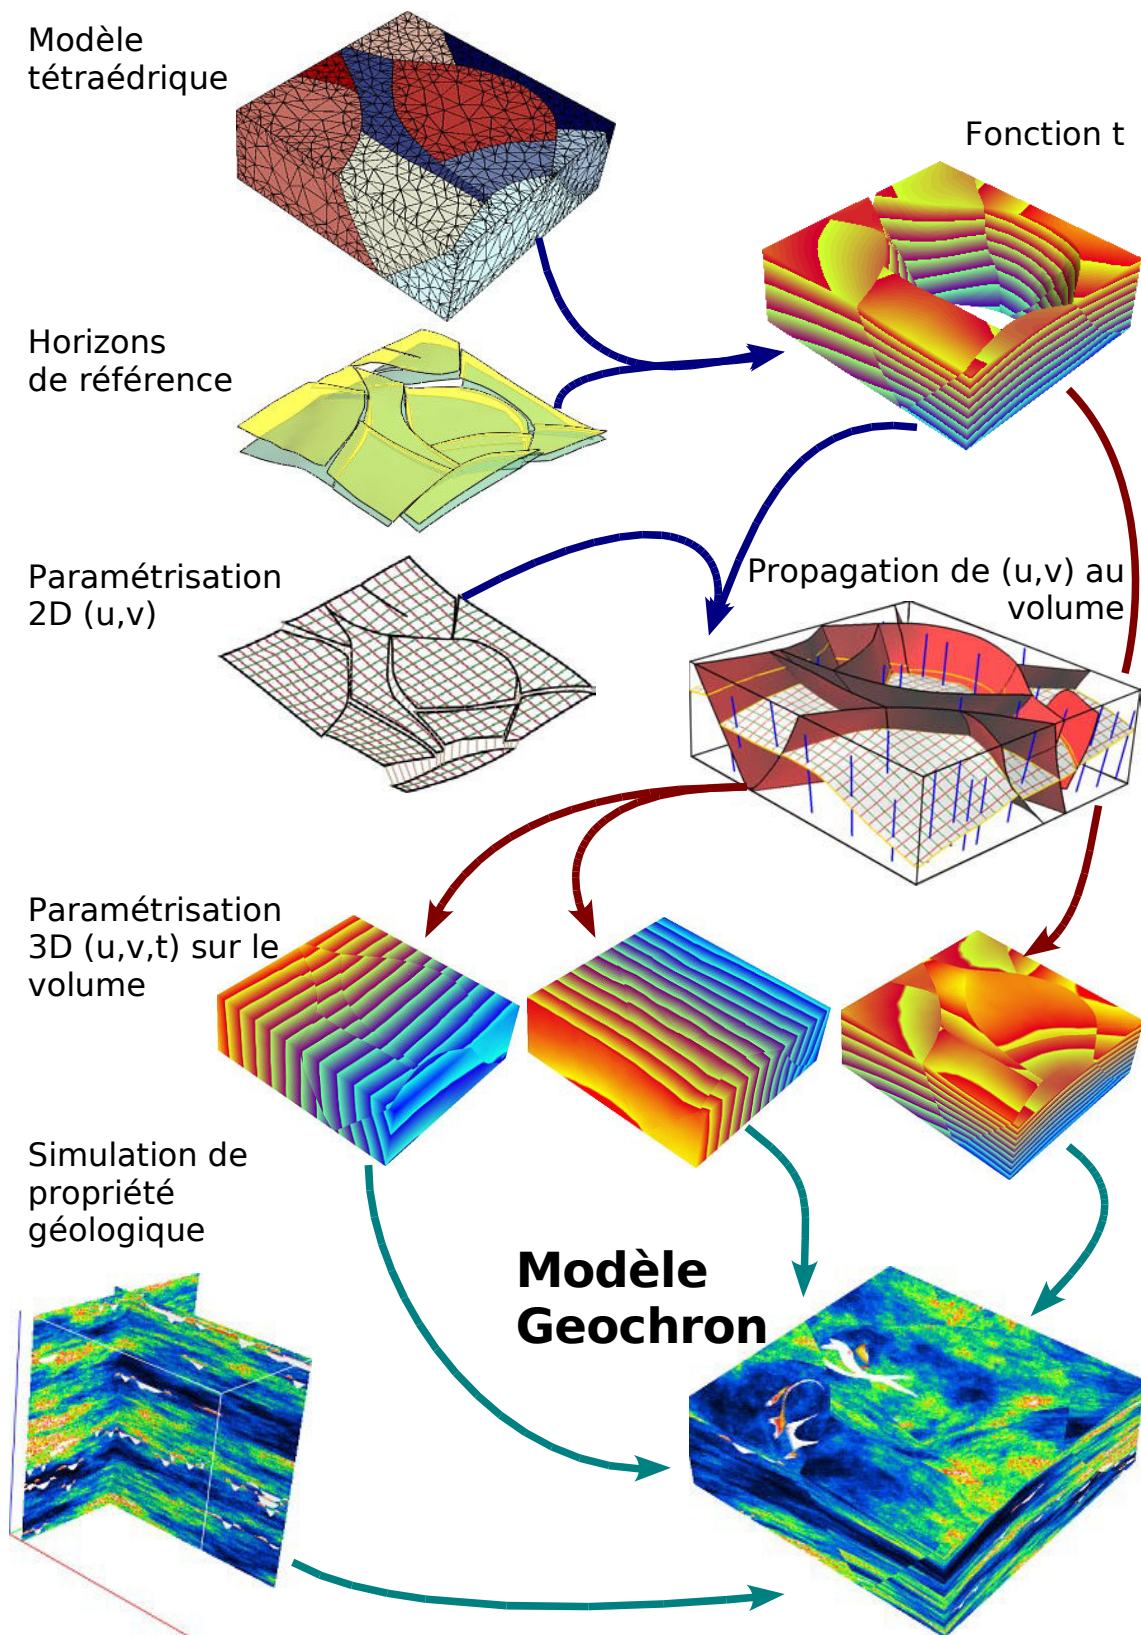 Modèle
tétraédrique
Fonction t
Horizons
de référence
Paramétrisation
2D (u,v)
Propagation de (u,v) au
volume
Paramétrisation
3D (u,v,t) sur le
volume
Simulation de
propriété
géologique
Modèle
Geochron